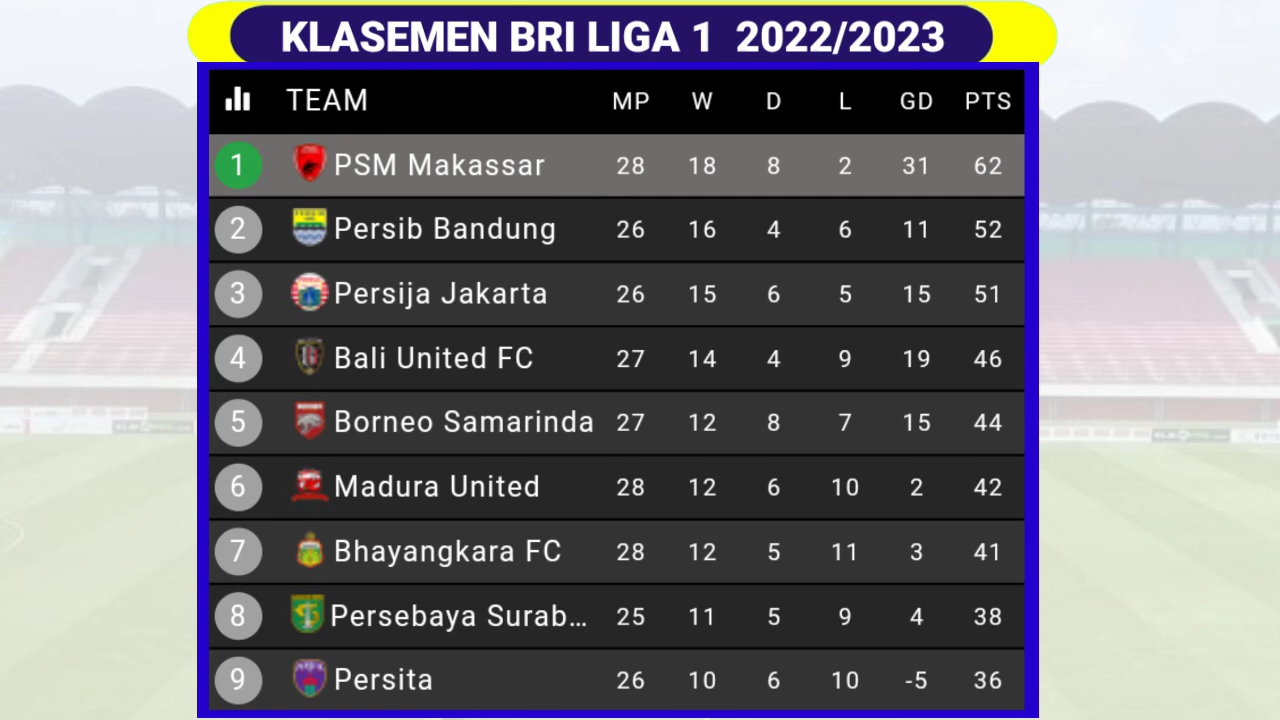 KLASEMEN BRI LIGA 1 2022/2023
TEAM MP W D L GD PTS
1 PSM Makassar 28 18 8 2 31 62
2 Persib Bandung 26 16 4 6 11 52
3 Persija Jakarta 26 15 6 5 15 51
4 Bali United FC 27 14 4 9 19 46
5 Borneo Samarinda 27 12 8 7 15 44
6 Madura United 28 12 6 10 2 42
7 Bhayangkara FC 28 12 5 11 3 41
8 Persebaya Surab... 25 11 5 9 4 38
9 Persita 26 10 6 10 -5 36